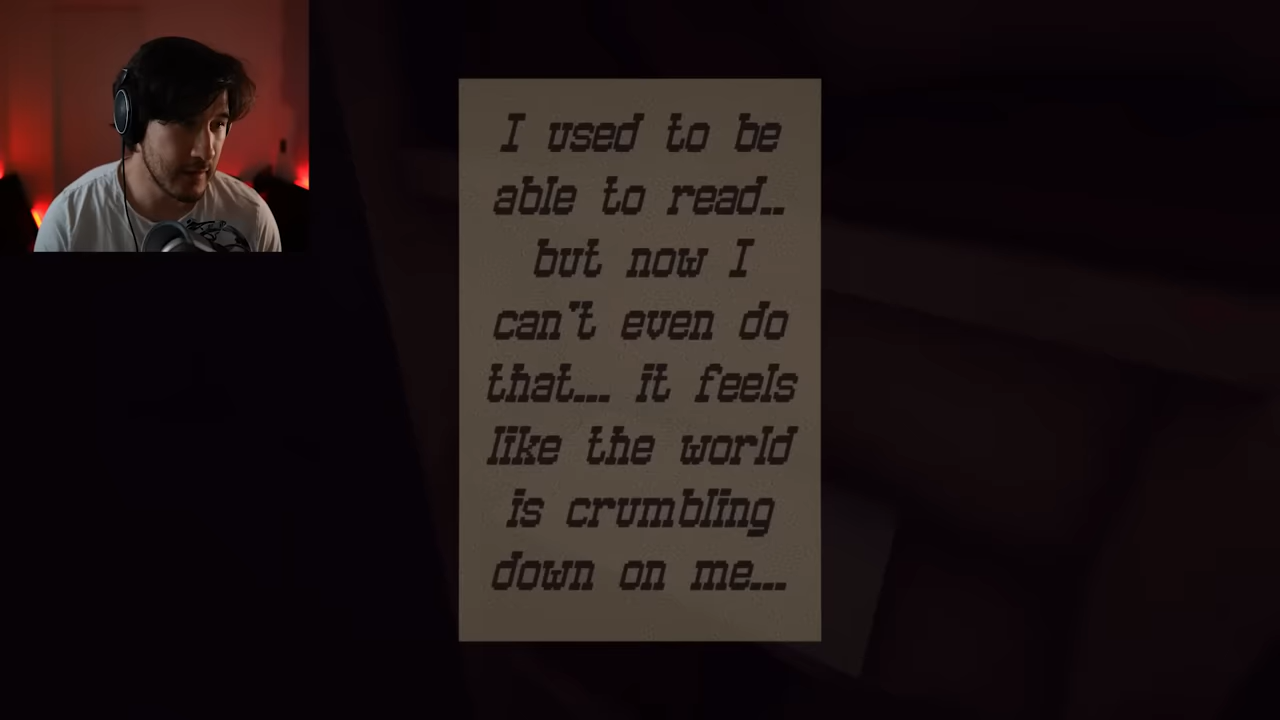 I used to be
able to read..
but now I
can't even do
that... it feels
like the world
is crumbling
down on me...